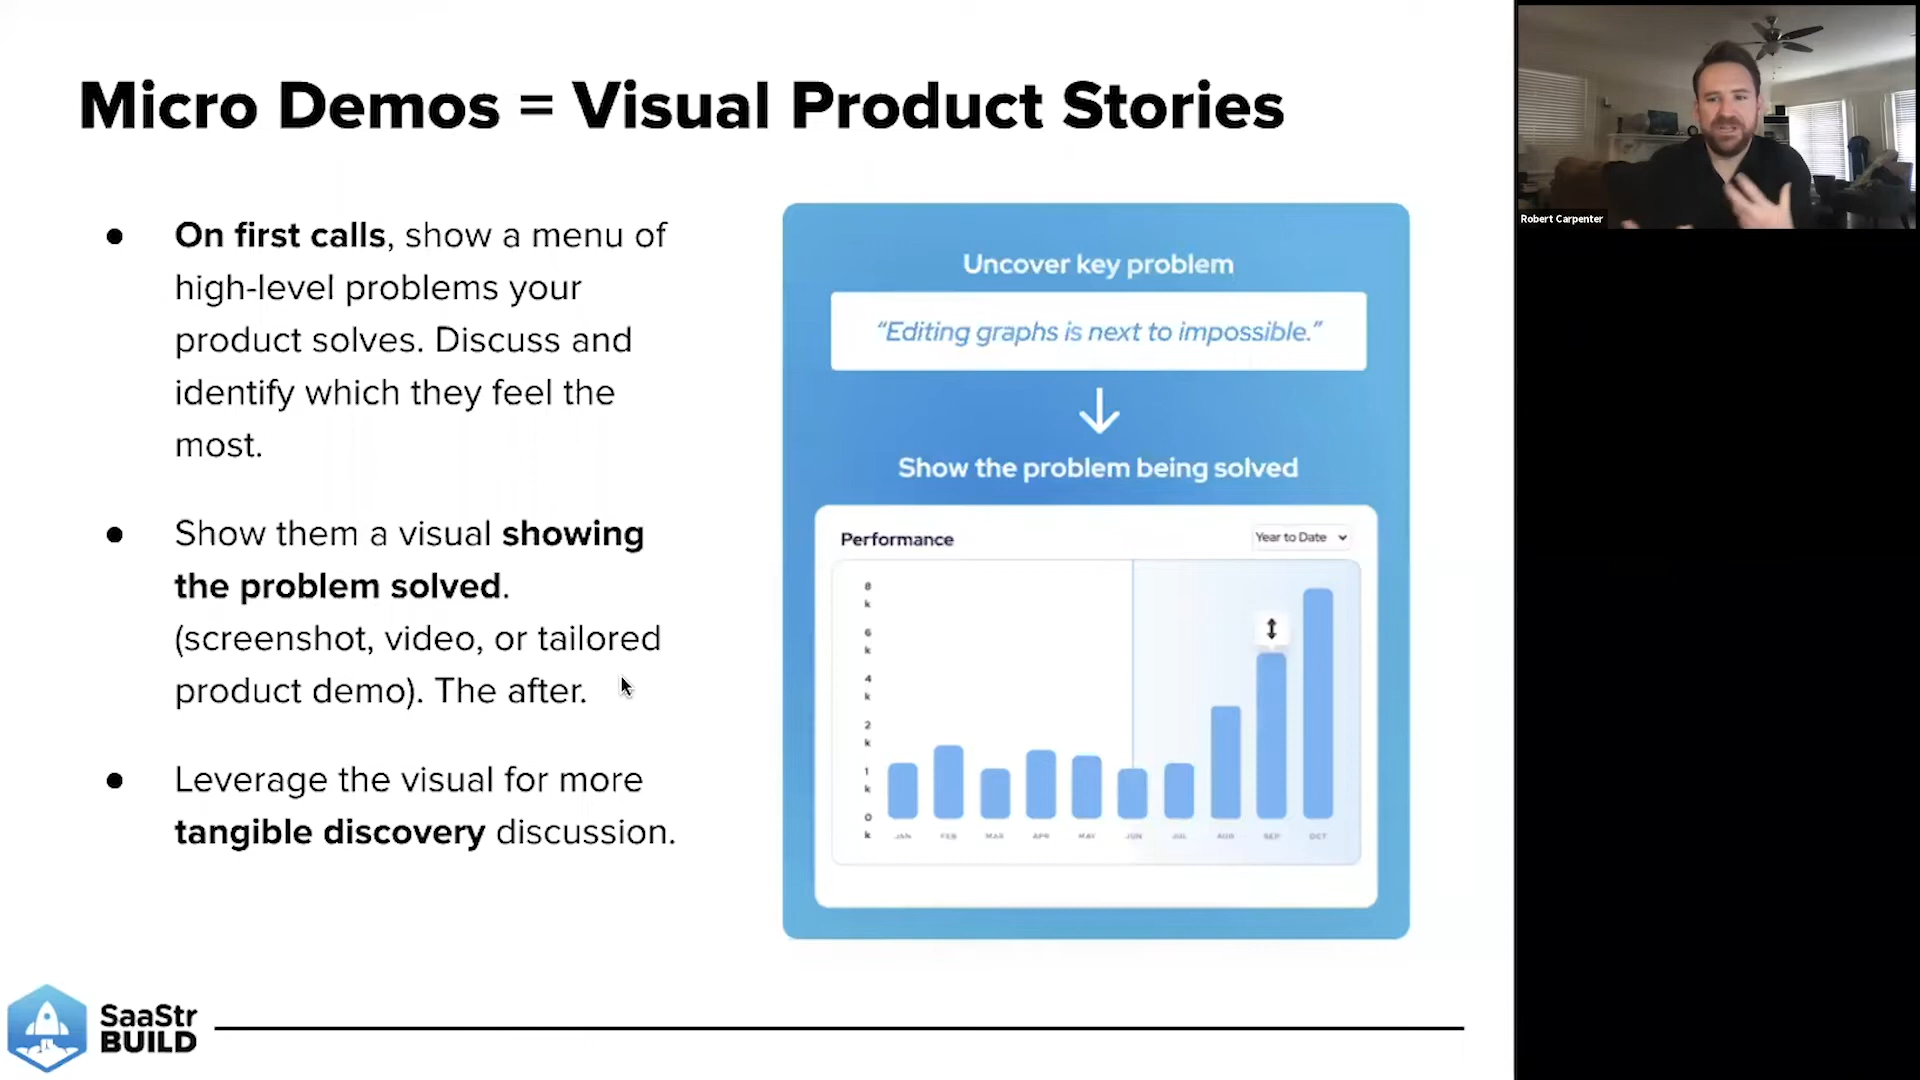 Micro Demos = Visual Product Stories
● On first calls, show a menu of
high-level problems your
product solves. Discuss and
identify which they feel the
most.
● Show them a visual showing
the problem solved.
(screenshot, video, or tailored
product demo). The after.
● Leverage the visual for more
tangible discovery discussion.
Uncover key problem
“Editing graphs is next to impossible.”
Show the problem being solved
Performance
Year to Date
8
k
6
k
4
k
2
k
1
k
0
k
JAN FEB MAR APR MAY JUN JUL AUG SEP OCT
SaaStr
BUILD
Robert Carpenter